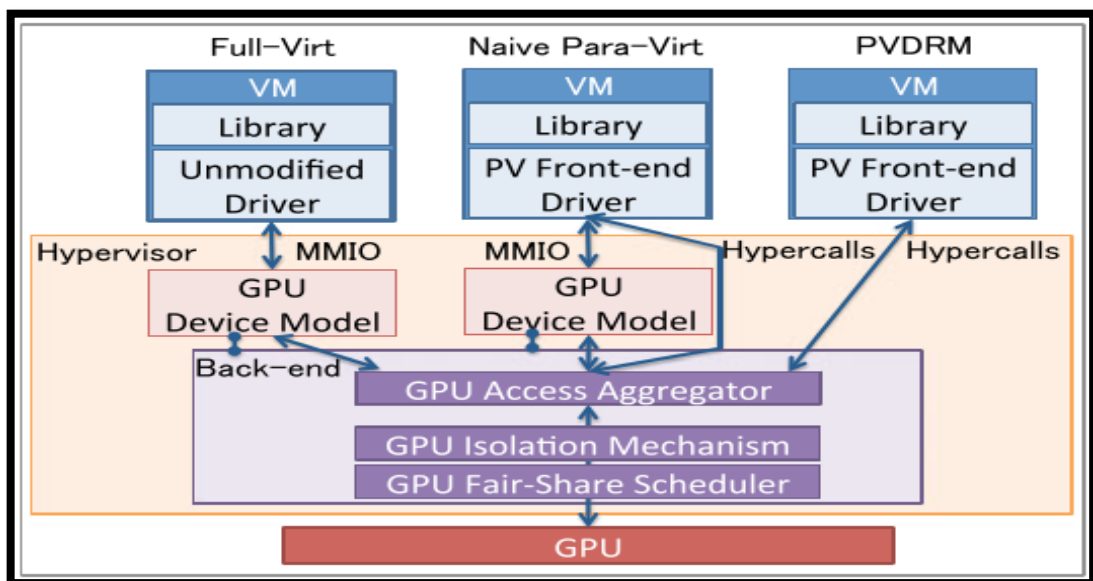 Full-Virt
Naive Para-Virt
PVDRM
VM
VM
VM
Library
Library
Library
Unmodified
Driver
PV Front-end
Driver
PV Front-end
Driver
Hypervisor
MMIO
MMIO
Hypercalls
Hypercalls
GPU
Device Model
GPU
Device Model
Back-end
GPU Access Aggregator
GPU Isolation Mechanism
GPU Fair-Share Scheduler
GPU